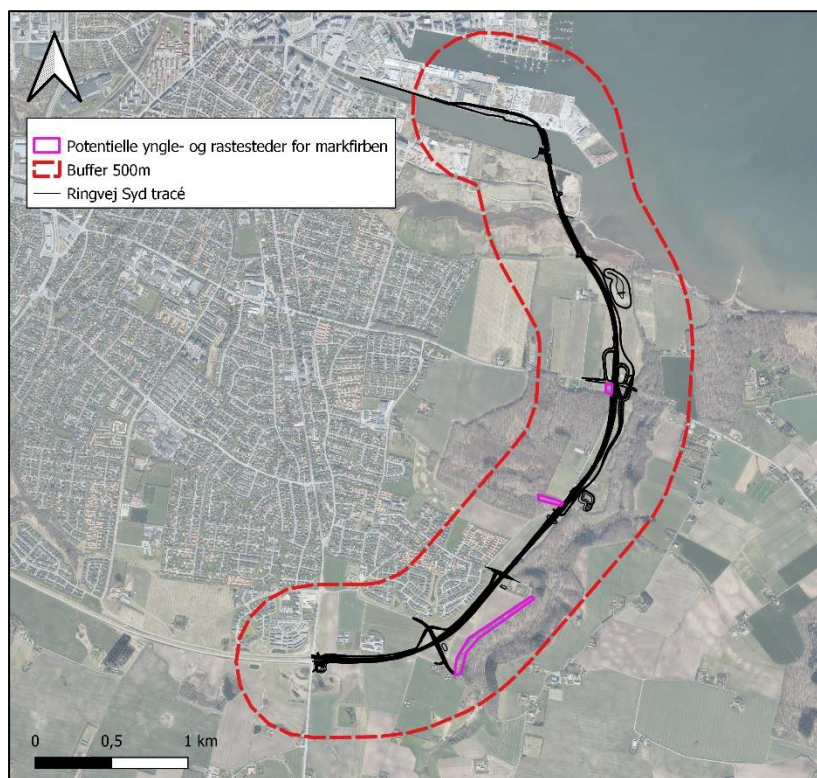 Potentielle yngle- og rastesteder for markfirben
Buffer 500m
Ringvej Syd tracé
0 0,5 1 km